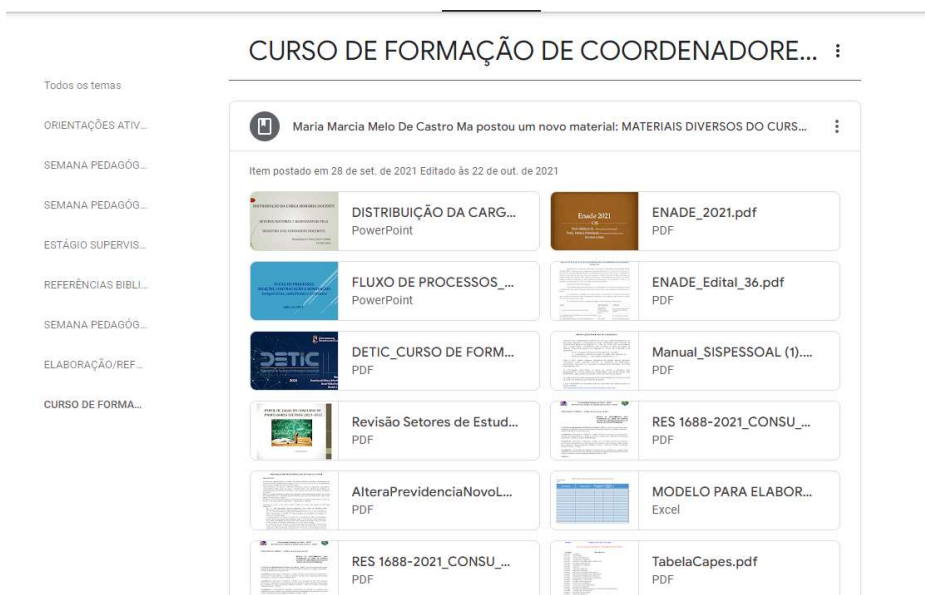 CURSO DE FORMAÇÃO DE COORDENADORE...
Todos os temas
ORIENTAÇÕES ATIV...
SEMANA PEDAGÓG...
SEMANA PEDAGÓG...
ESTÁGIO SUPERVIS...
REFERÊNCIAS BIBLI...
SEMANA PEDAGÓG...
ELABORAÇÃO/REF...
CURSO DE FORMA...
Maria Marcia Melo De Castro Ma postou um novo material: MATERIAIS DIVERSOS DO CURS...
Item postado em 28 de set. de 2021 Editado às 22 de out. de 2021
DISTRIBUIÇÃO DA CARG...
PowerPoint
Enade 2021
ENADE_2021.pdf
PDF
FLUXO DE PROCESSOS_...
PowerPoint
ENADE_Edital_36.pdf
PDF
DETIC
2021
DETIC_CURSO DE FORM...
PDF
Manual_SISPESSOAL (1)....
PDF
Revisão Setores de Estud...
PDF
RES 1688-2021_CONSU_...
PDF
AlteraPrevidenciaNovoL...
PDF
MODELO PARA ELABOR...
Excel
RES 1688-2021_CONSU_...
PDF
TabelaCapes.pdf
PDF